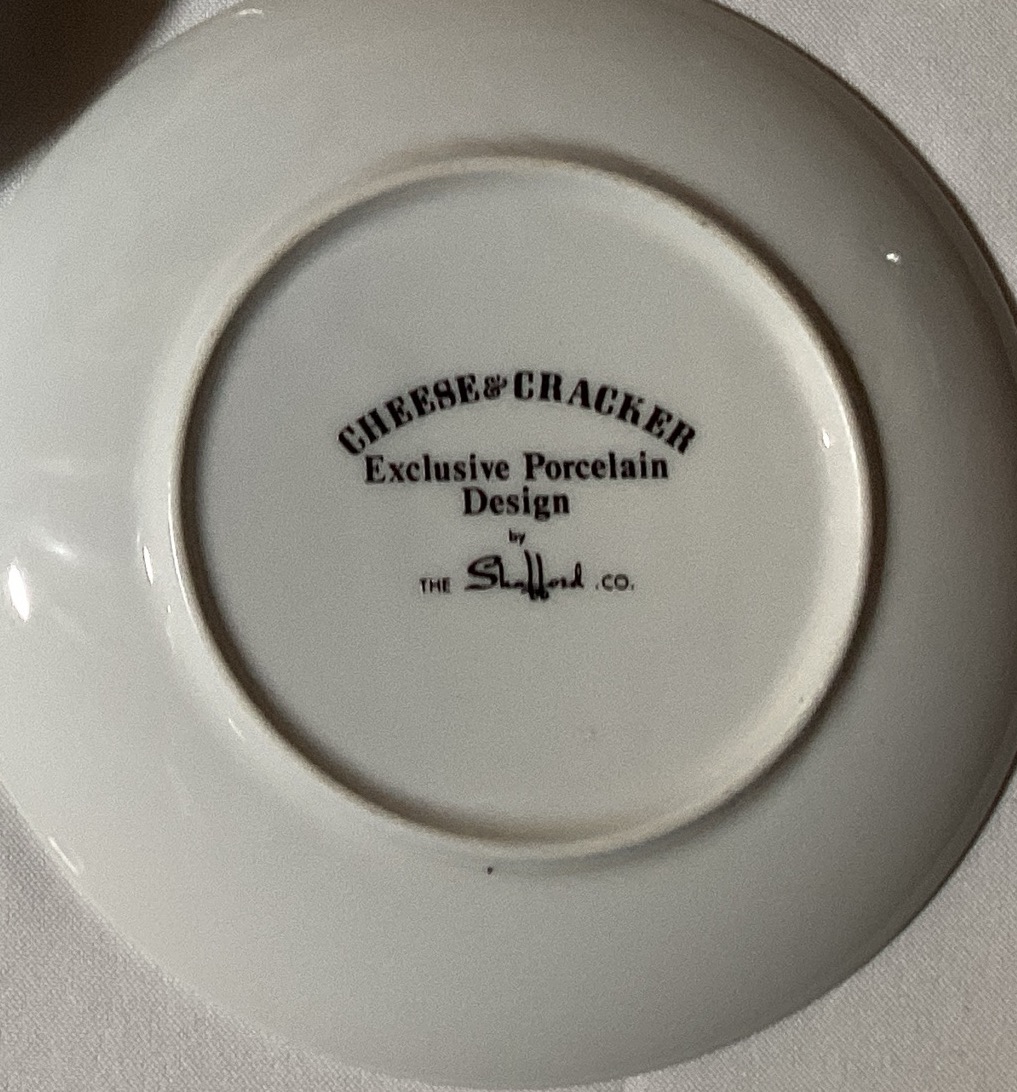 CHEESE & CRACKER
Exclusive Porcelain
Design
by
THE Shafford .CO.